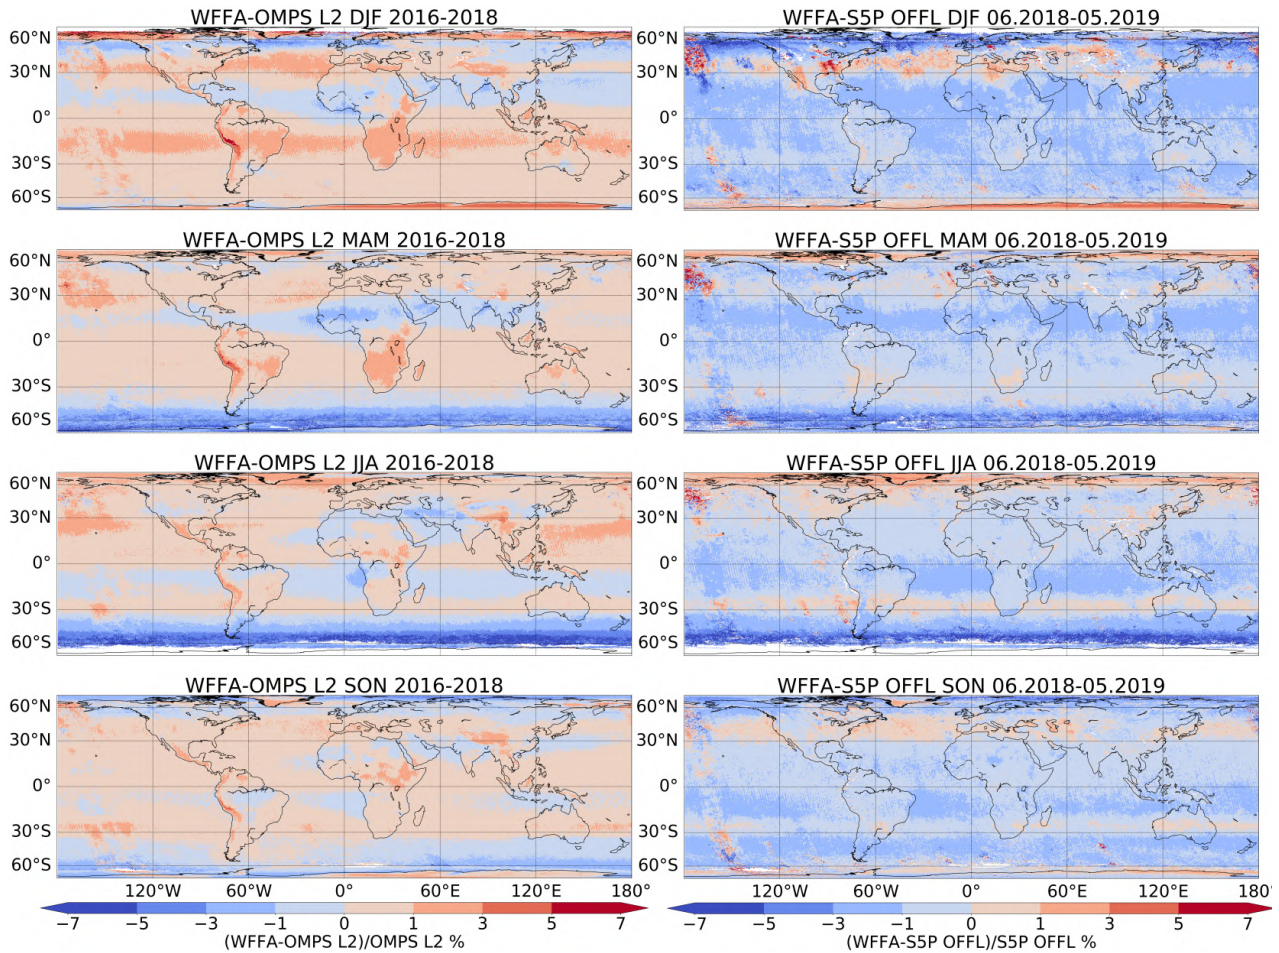 WFFA-OMPS L2 DJF 2016-2018
WFFA-S5P OFFL DJF 06.2018-05.2019
60°N
30°N
0°
30°S
60°S
60°N
30°N
0°
30°S
60°S
WFFA-OMPS L2 MAM 2016-2018
WFFA-S5P OFFL MAM 06.2018-05.2019
60°N
30°N
0°
30°S
60°S
60°N
30°N
0°
30°S
60°S
WFFA-OMPS L2 JJA 2016-2018
WFFA-S5P OFFL JJA 06.2018-05.2019
60°N
30°N
0°
30°S
60°S
60°N
30°N
0°
30°S
60°S
WFFA-OMPS L2 SON 2016-2018
WFFA-S5P OFFL SON 06.2018-05.2019
60°N
30°N
0°
30°S
60°S
60°N
30°N
0°
30°S
60°S
120°W 60°W 0° 60°E 120°E 180°
120°W 60°W 0° 60°E 120°E 180°
−7 −5 −3 −1 0 1 3 5 7
−7 −5 −3 −1 0 1 3 5 7
(WFFA-OMPS L2)/OMPS L2 %
(WFFA-S5P OFFL)/S5P OFFL %